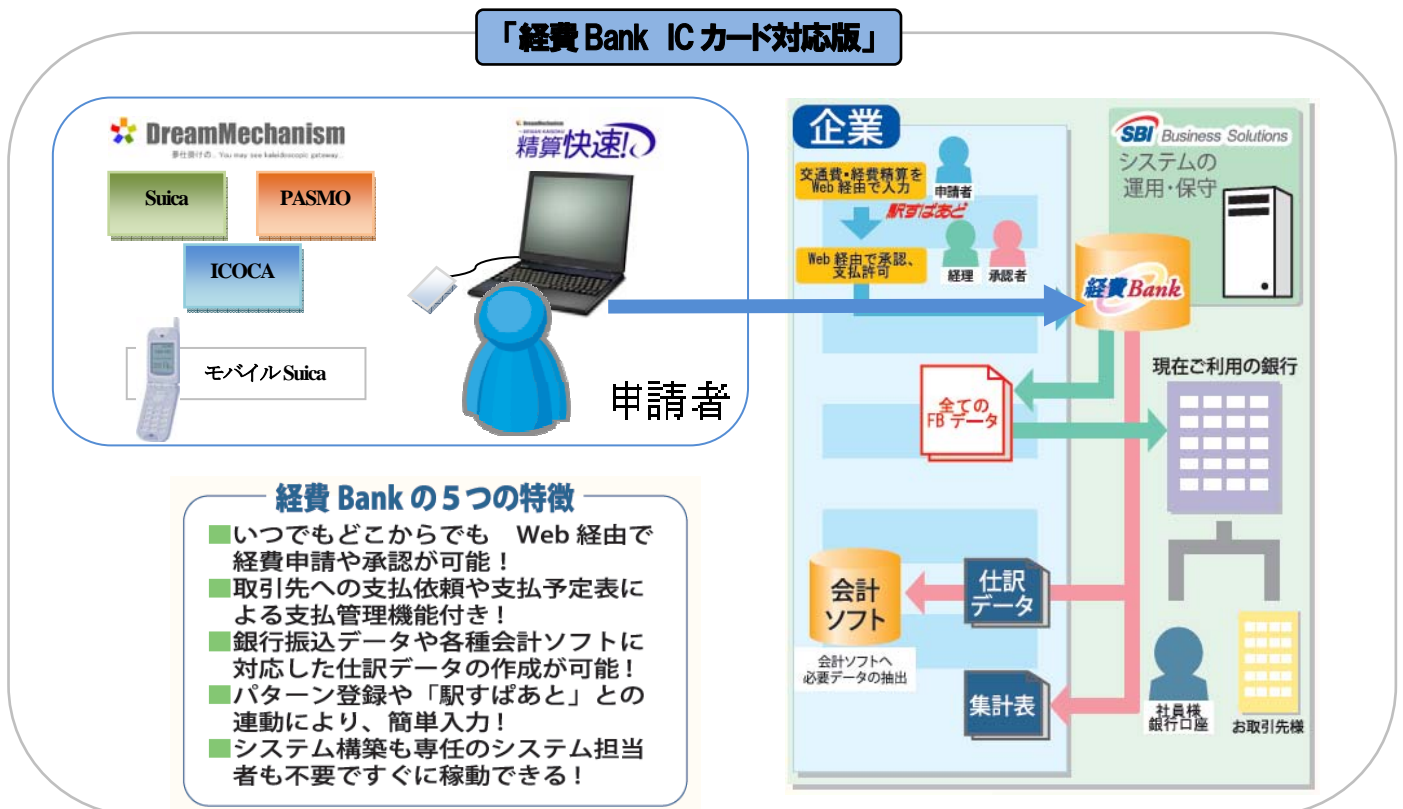 「経費 Bank IC カード対応版」
DreamMechanism
夢仕掛けの... You may see kaleidoscopic gateway...
Suica
PASMO
ICOCA
モバイル Suica
DreamMechanism
精算快速!
申請者
経費 Bank の５つの特徴
■いつでもどこからでも Web 経由で
経費申請や承認が可能！
■取引先への支払依頼や支払予定表に
よる支払管理機能付き！
■銀行振込データや各種会計ソフトに
対応した仕訳データの作成が可能！
■パターン登録や「駅すぱあと」との
連動により、簡単入力！
■システム構築も専任のシステム担当
者も不要ですぐに稼動できる！
企業
交通費・経費精算を
Web 経由で入力
申請者
駅すぱあと
Web 経由で承認、
支払許可
経理
承認者
SBI Business Solutions
システムの
運用・保守
経費Bank
全ての
FB データ
現在ご利用の銀行
会計
ソフト
仕訳
データ
会計ソフトへ
必要データの抽出
集計表
社員様
銀行口座
お取引先様